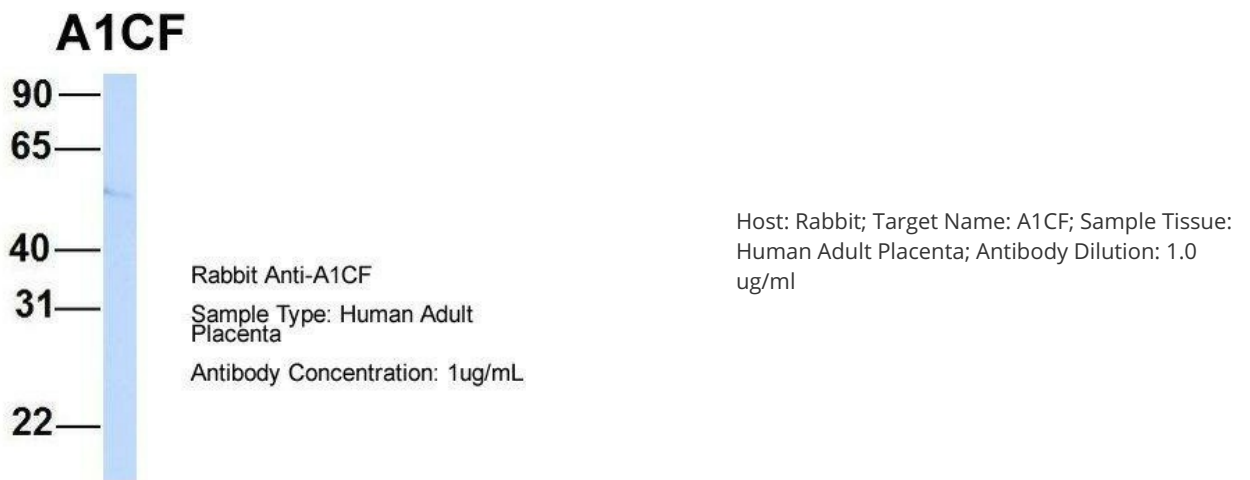 A1CF
90
65
40
31
22
Rabbit Anti-A1CF
Sample Type: Human Adult
Placenta
Antibody Concentration: 1ug/mL
Host: Rabbit; Target Name: A1CF; Sample Tissue:
Human Adult Placenta; Antibody Dilution: 1.0
ug/ml